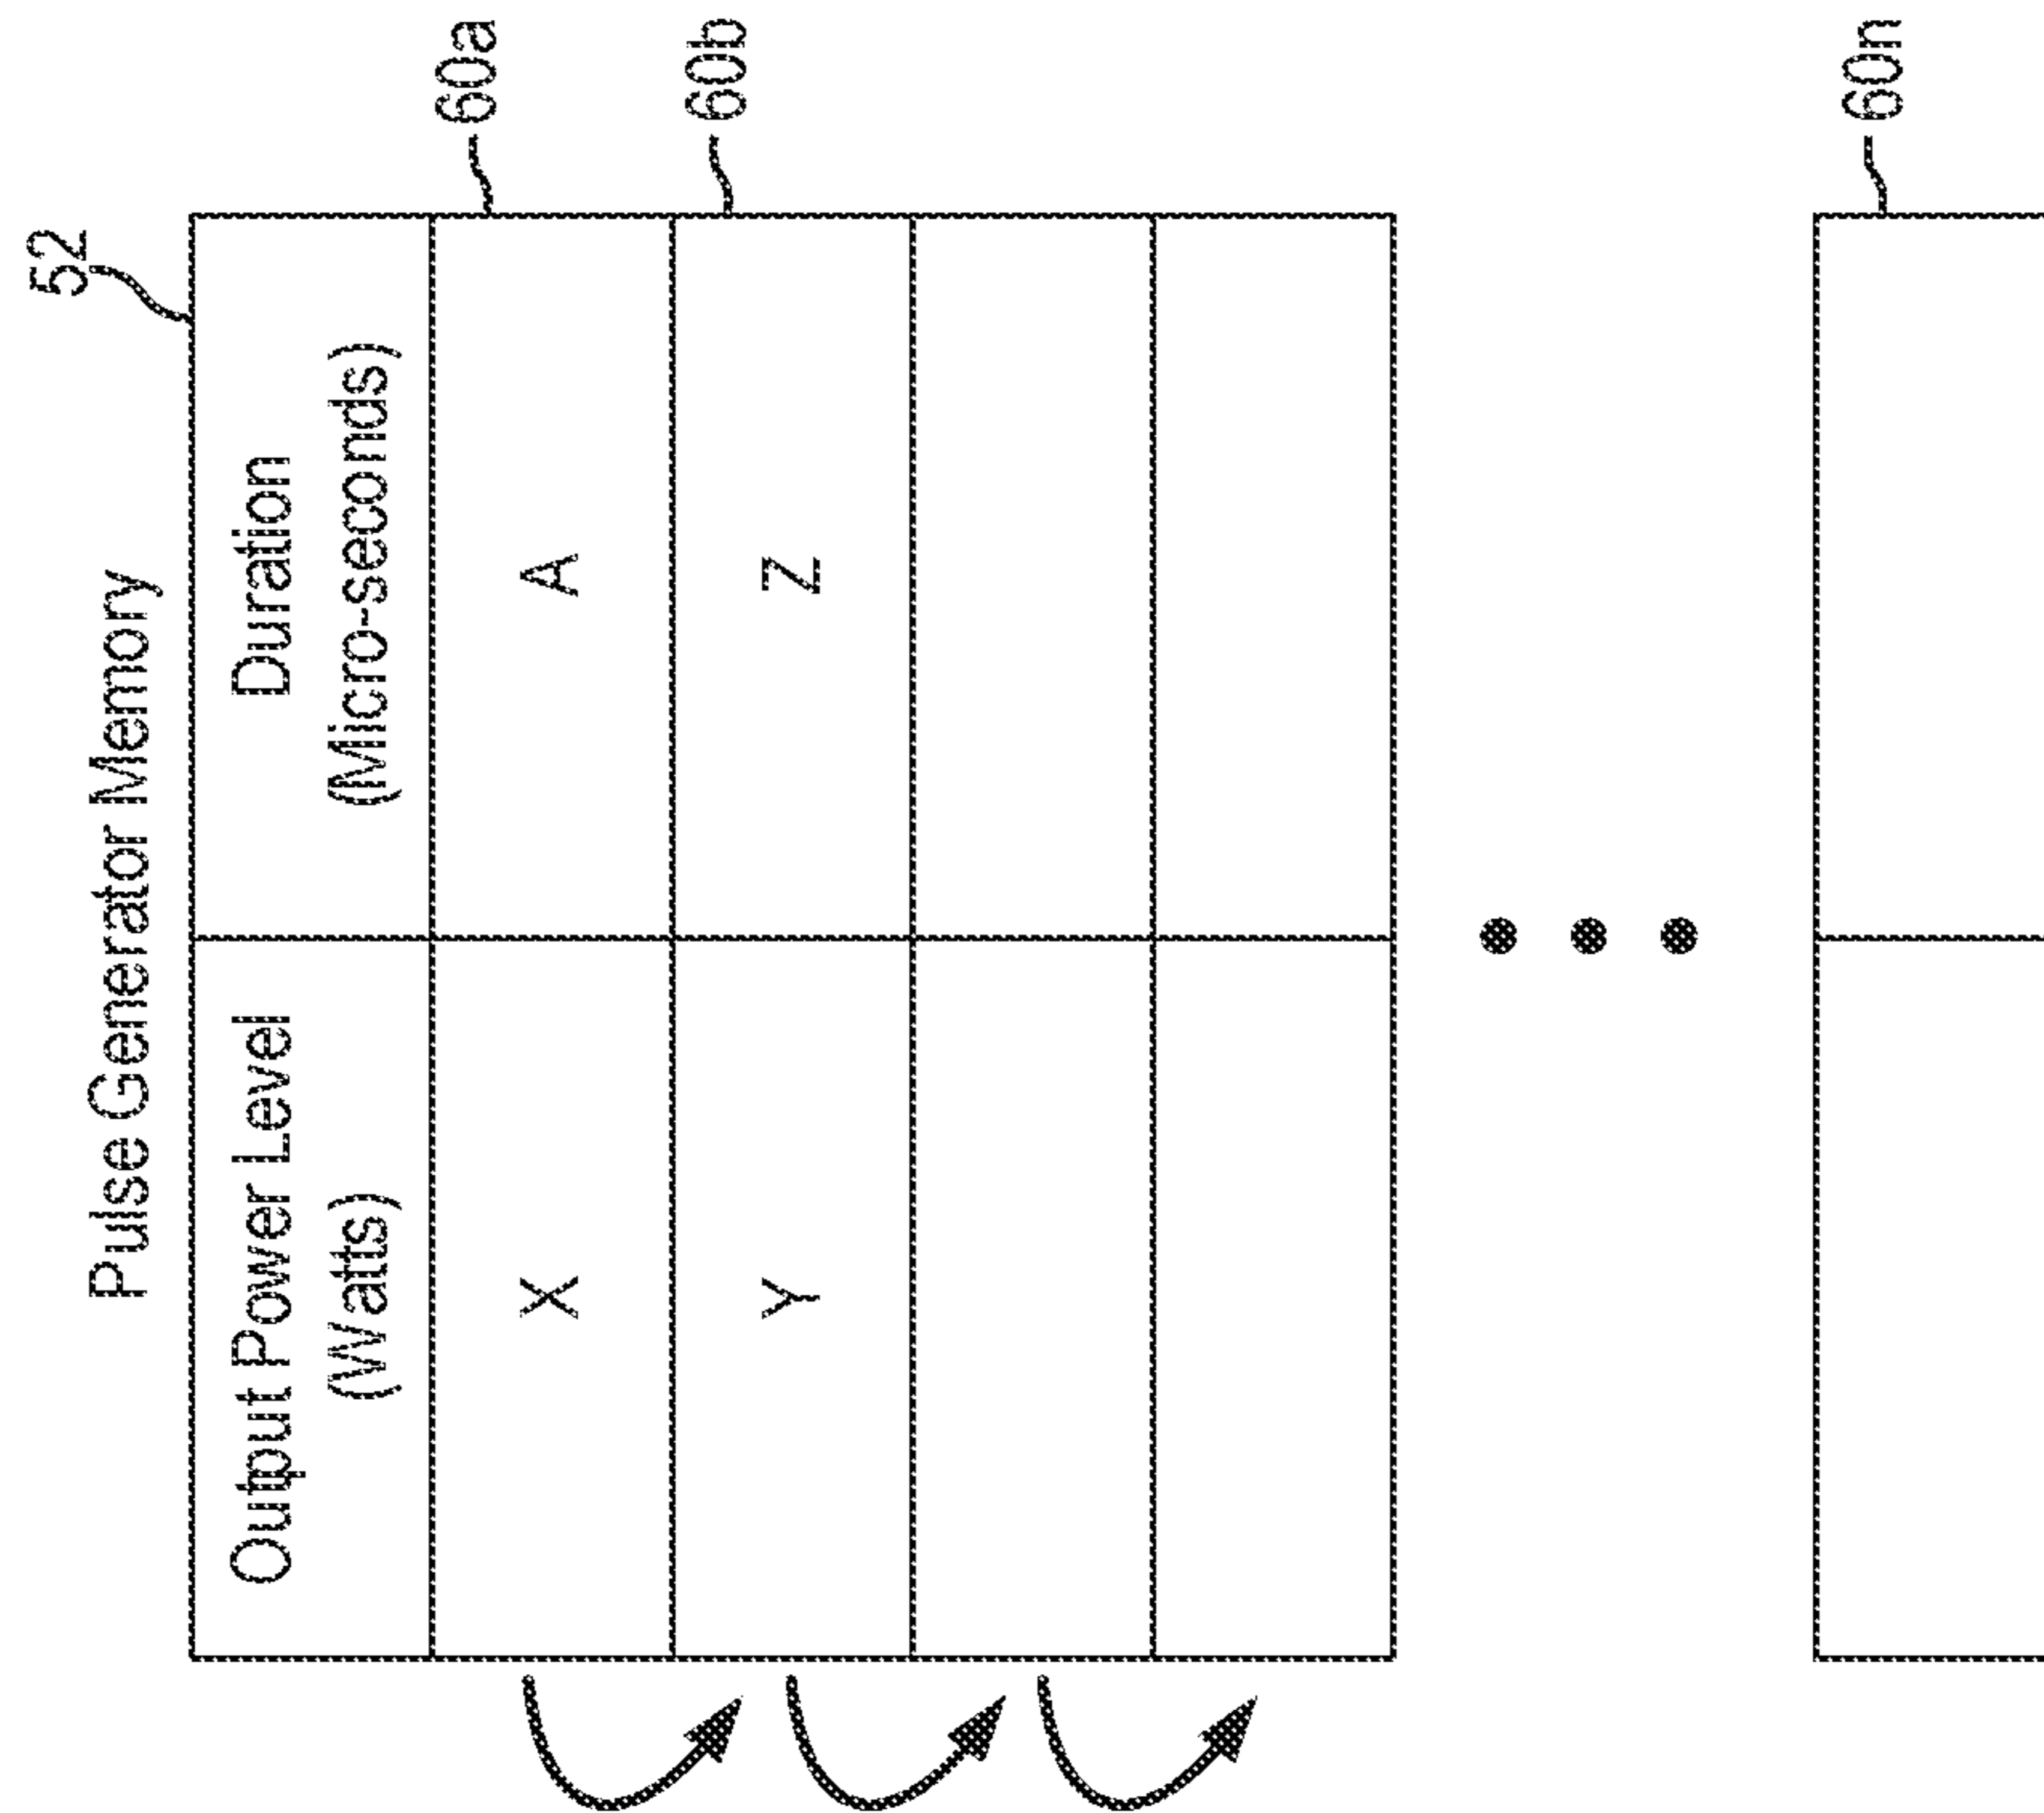 Pulse Generator Memory
52
Output Power Level
(Watts)
Duration
(Micro-seconds)
X
A
60a
Y
Z
60b
60n